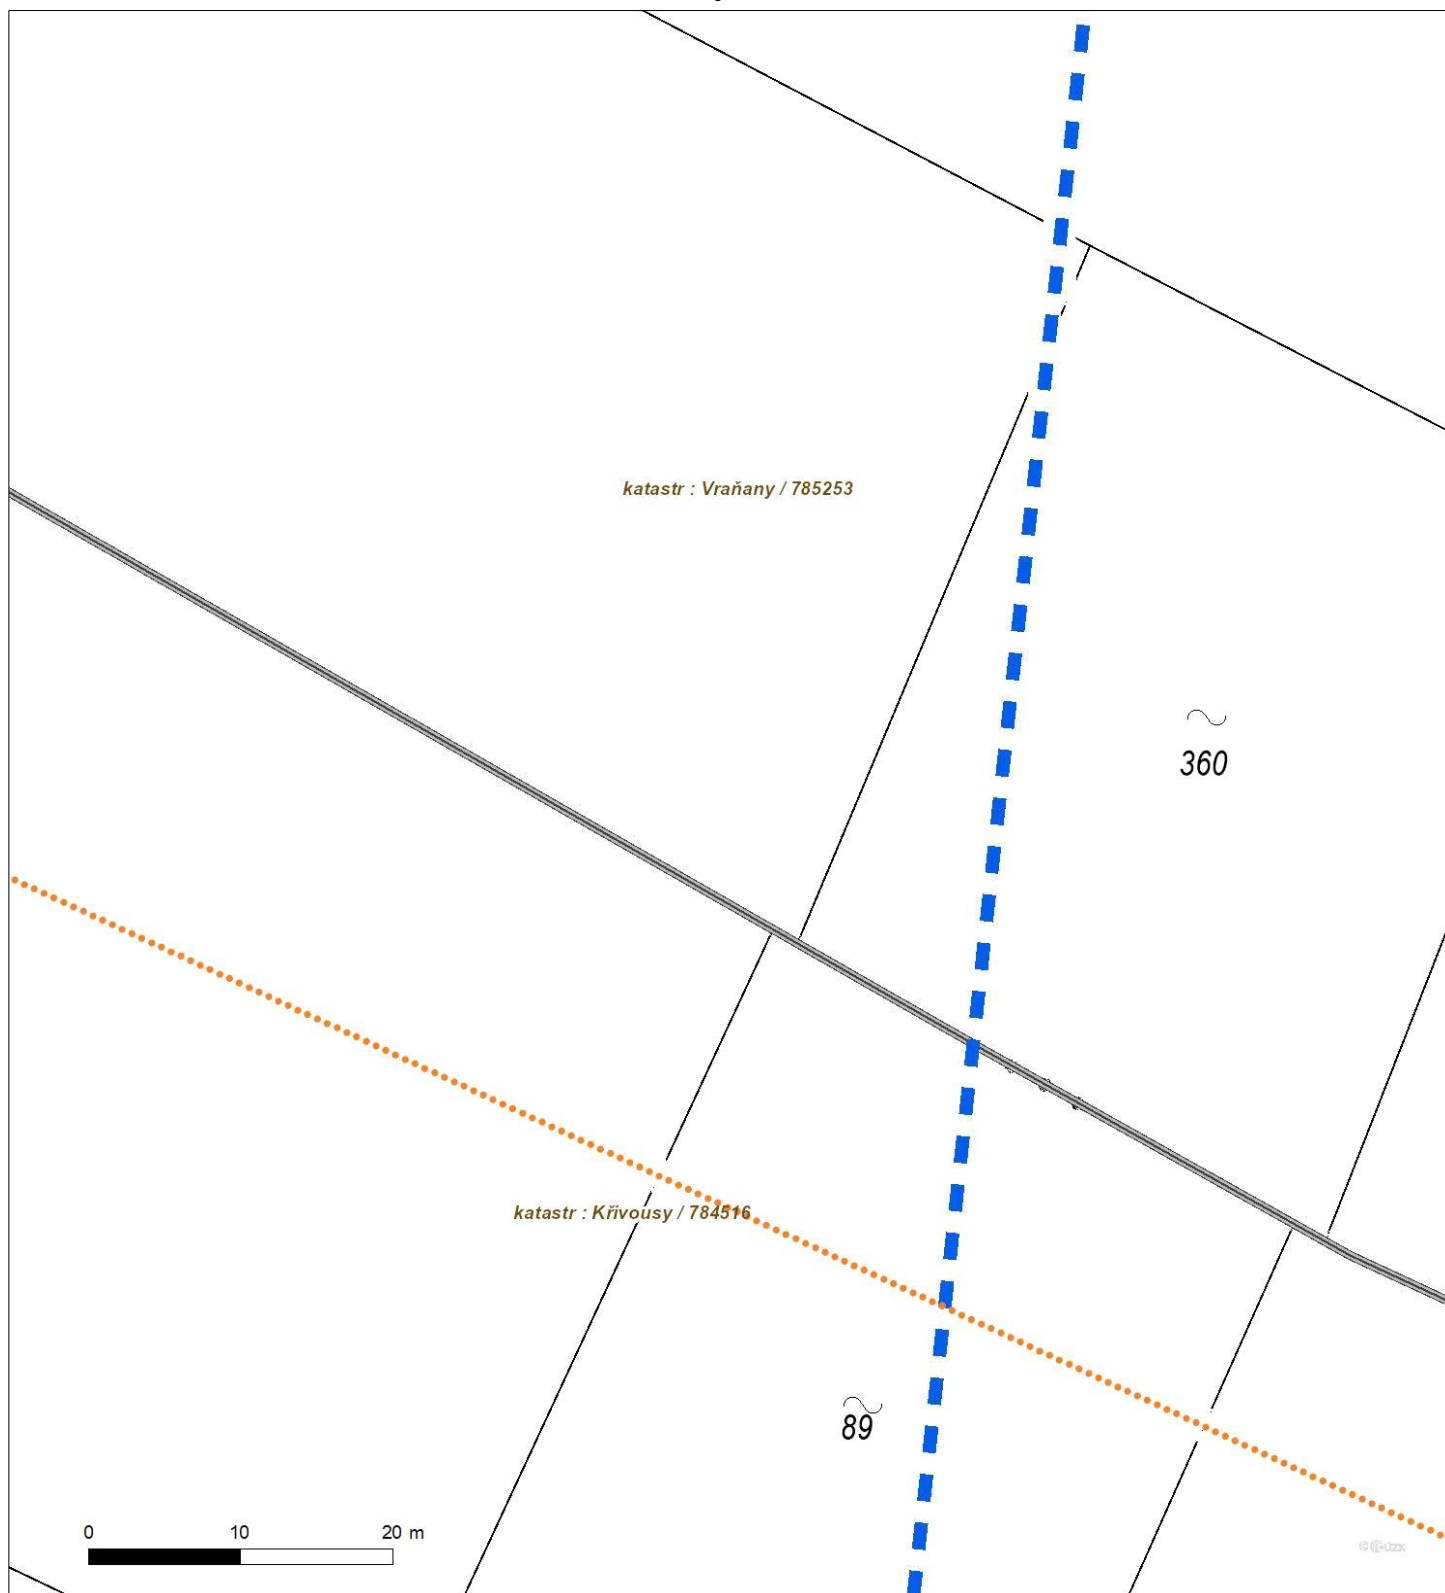 katastr : Vraňany / 785253
360
katastr : Křivousy / 784516
89
0 10 20 m